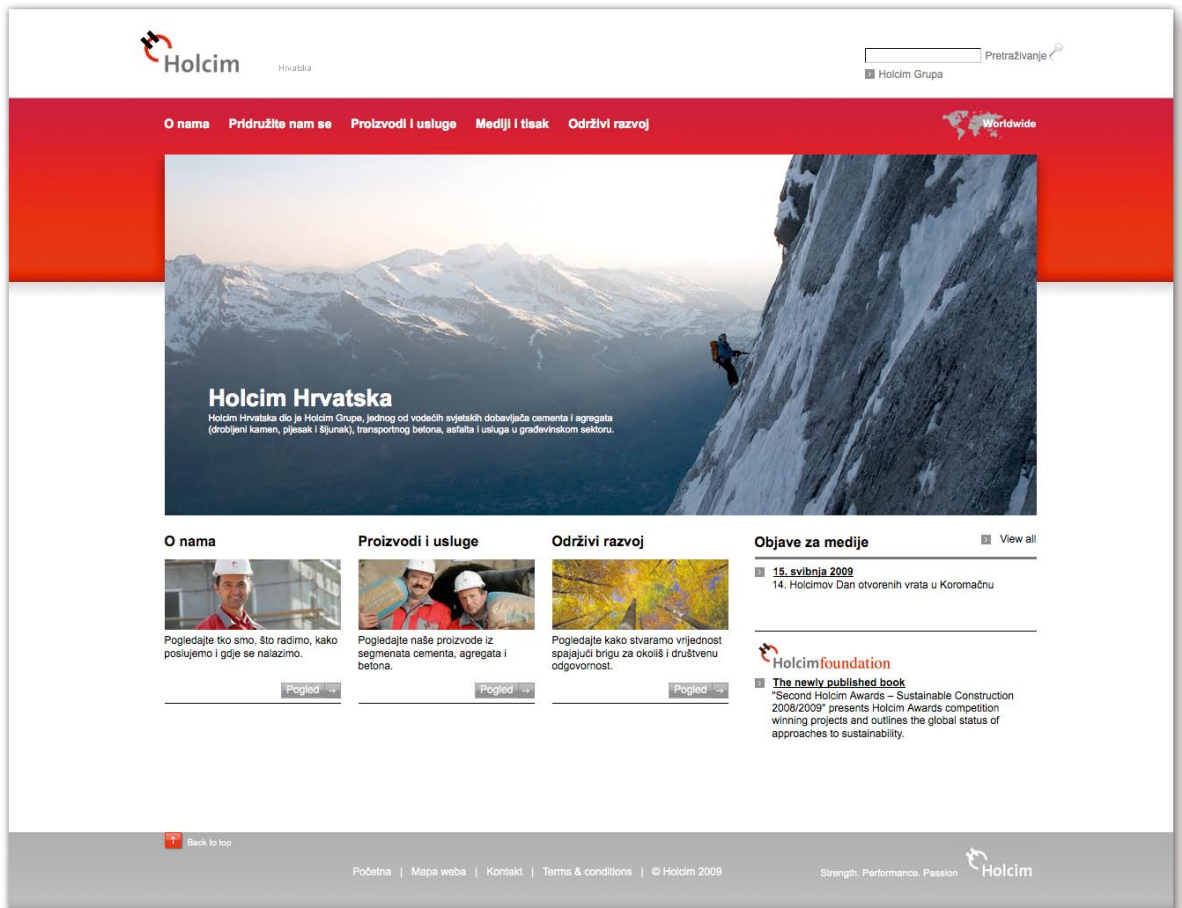 Holcim
Hrvatska
Pretraživanje
Holcim Grupa
O nama
Pridružite nam se
Proizvodi i usluge
Mediji i tisak
Održivi razvoj
Worldwide
Holcim Hrvatska
Holcim Hrvatska dio je Holcim Grupe, jednog od vodećih svjetskih dobavljača cementa i agregata
(drobljeni kamen, pijesak i šljunak), transportnog betona, asfalta i usluga u građevinskom sektoru.
O nama
Pogledajte tko smo, što radimo, kako
poslujemo i gdje se nalazimo.
Pogled →
Proizvodi i usluge
Pogledajte naše proizvode iz
segmenata cementa, agregata i
betona.
Pogled →
Održivi razvoj
Pogledajte kako stvaramo vrijednost
spajajući brigu za okoliš i društvenu
odgovornost.
Pogled →
Objave za medije
View all
15. svibnja 2009
14. Holcimov Dan otvorenih vrata u Koromačnu
Holcimfoundation
The newly published book
"Second Holcim Awards – Sustainable Construction
2008/2009" presents Holcim Awards competition
winning projects and outlines the global status of
approaches to sustainability.
Back to top
Početna | Mapa weba | Kontakt | Terms & conditions | © Holcim 2009
Strength. Performance. Passion
Holcim